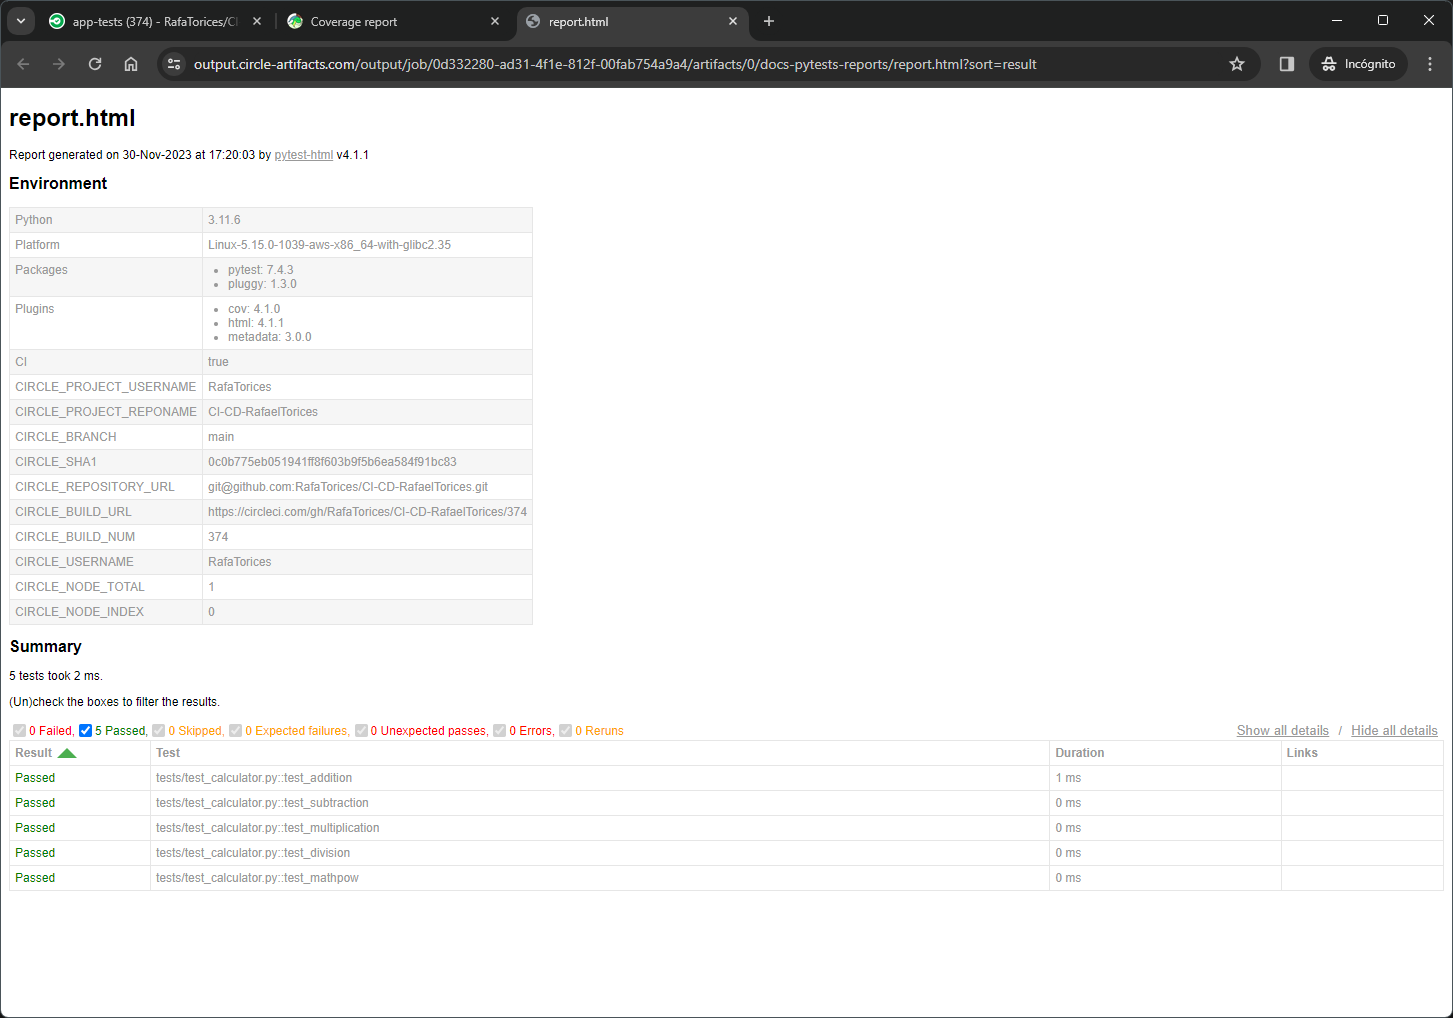 app-tests (374) - RafaTorices/CI
Coverage report
report.html
output.circle-artifacts.com/output/job/0d332280-ad31-4f1e-812f-00fab754a9a4/artifacts/0/docs-pytests-reports/report.html?sort=result
Incógnito
report.html
Report generated on 30-Nov-2023 at 17:20:03 by pytest-html v4.1.1
Environment
Python 3.11.6
Platform Linux-5.15.0-1039-aws-x86_64-with-glibc2.35
Packages • pytest: 7.4.3
• pluggy: 1.3.0
Plugins • cov: 4.1.0
• html: 4.1.1
• metadata: 3.0.0
CI true
CIRCLE_PROJECT_USERNAME RafaTorices
CIRCLE_PROJECT_REPONAME CI-CD-RafaelTorices
CIRCLE_BRANCH main
CIRCLE_SHA1 0c0b775eb051941ff8f603b9f5b6ea584f91bc83
CIRCLE_REPOSITORY_URL git@github.com:RafaTorices/CI-CD-RafaelTorices.git
CIRCLE_BUILD_URL https://circleci.com/gh/RafaTorices/CI-CD-RafaelTorices/374
CIRCLE_BUILD_NUM 374
CIRCLE_USERNAME RafaTorices
CIRCLE_NODE_TOTAL 1
CIRCLE_NODE_INDEX 0
Summary
5 tests took 2 ms.
(Un)check the boxes to filter the results.
0 Failed, 5 Passed, 0 Skipped, 0 Expected failures, 0 Unexpected passes, 0 Errors, 0 Reruns Show all details / Hide all details
Result Test Duration Links
Passed tests/test_calculator.py::test_addition 1 ms
Passed tests/test_calculator.py::test_subtraction 0 ms
Passed tests/test_calculator.py::test_multiplication 0 ms
Passed tests/test_calculator.py::test_division 0 ms
Passed tests/test_calculator.py::test_mathpow 0 ms